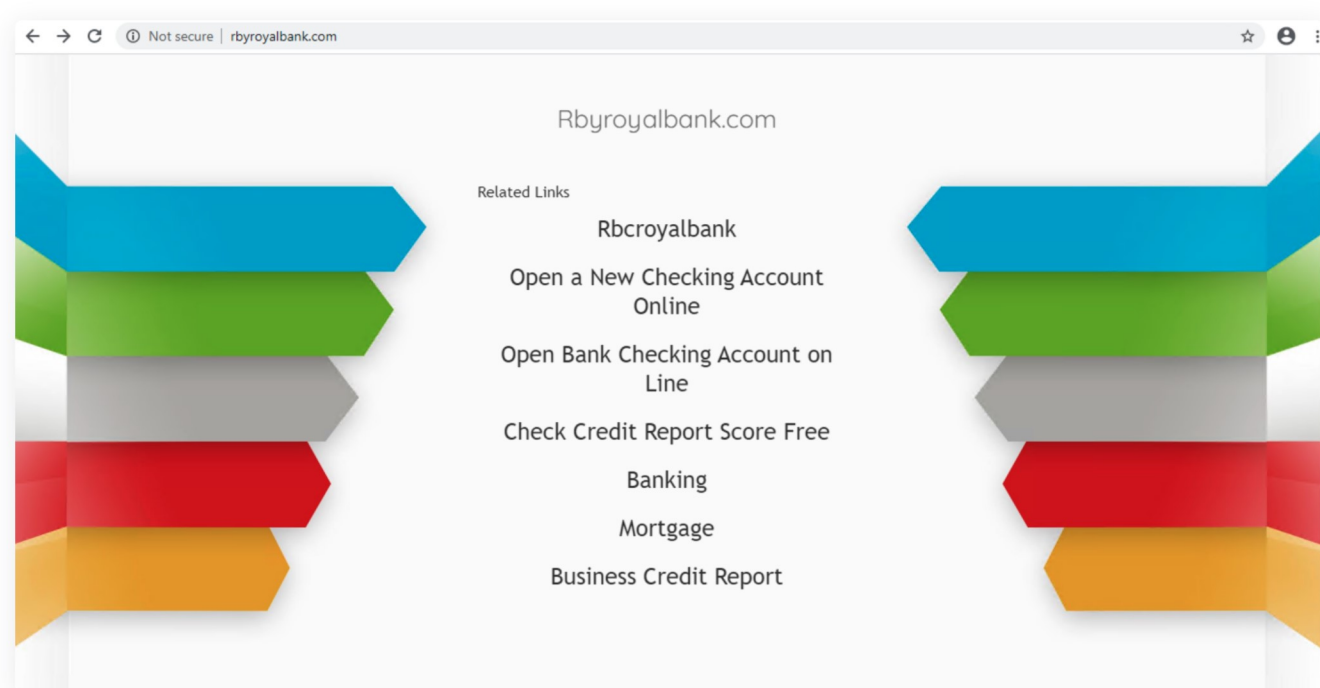 Not secure | rbyroyalbank.com
Rbyroyalbank.com
Related Links
Rbcroyalbank
Open a New Checking Account
Online
Open Bank Checking Account on
Line
Check Credit Report Score Free
Banking
Mortgage
Business Credit Report